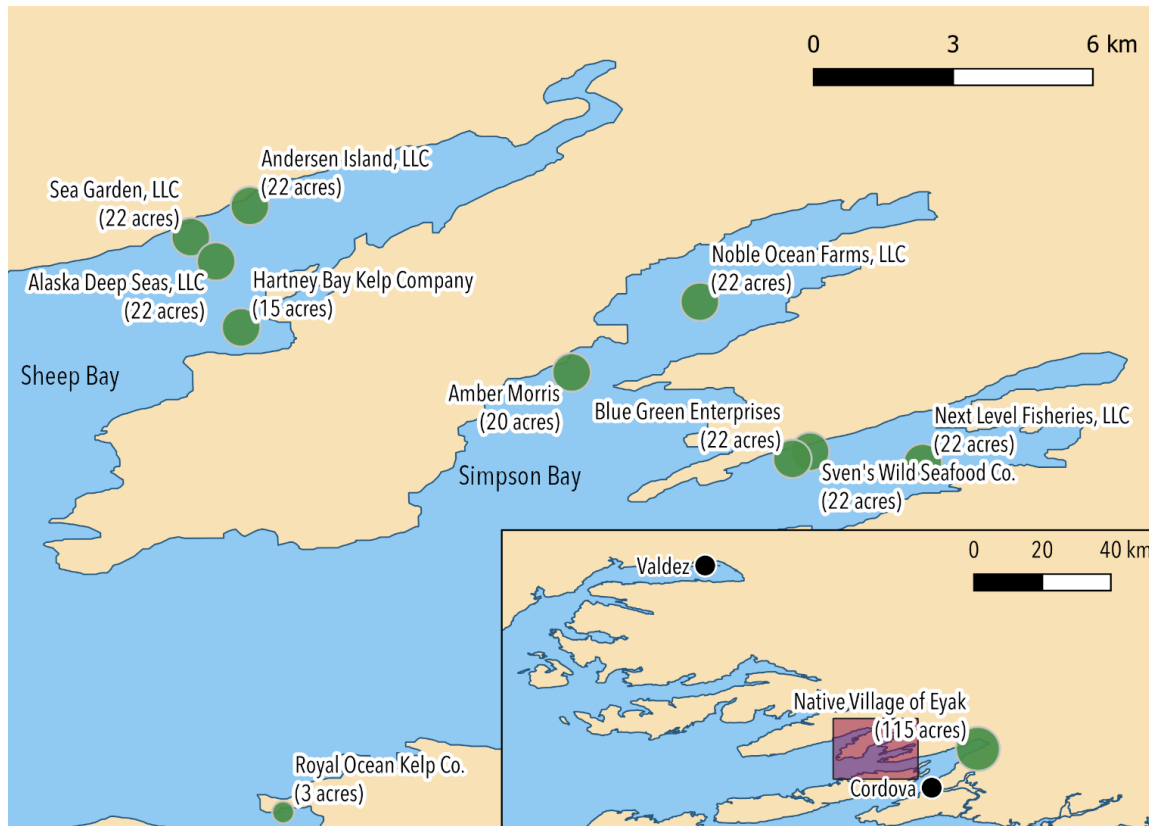 0 3 6 km
Andersen Island, LLC
(22 acres)
Sea Garden, LLC
(22 acres)
Alaska Deep Seas, LLC
(22 acres)
Hartney Bay Kelp Company
(15 acres)
Noble Ocean Farms, LLC
(22 acres)
Sheep Bay
Amber Morris
(20 acres)
Blue Green Enterprises
(22 acres)
Next Level Fisheries, LLC
(22 acres)
Simpson Bay
Sven's Wild Seafood Co.
(22 acres)
0 20 40 km
Valdez
Native Village of Eyak
(115 acres)
Cordova
Royal Ocean Kelp Co.
(3 acres)